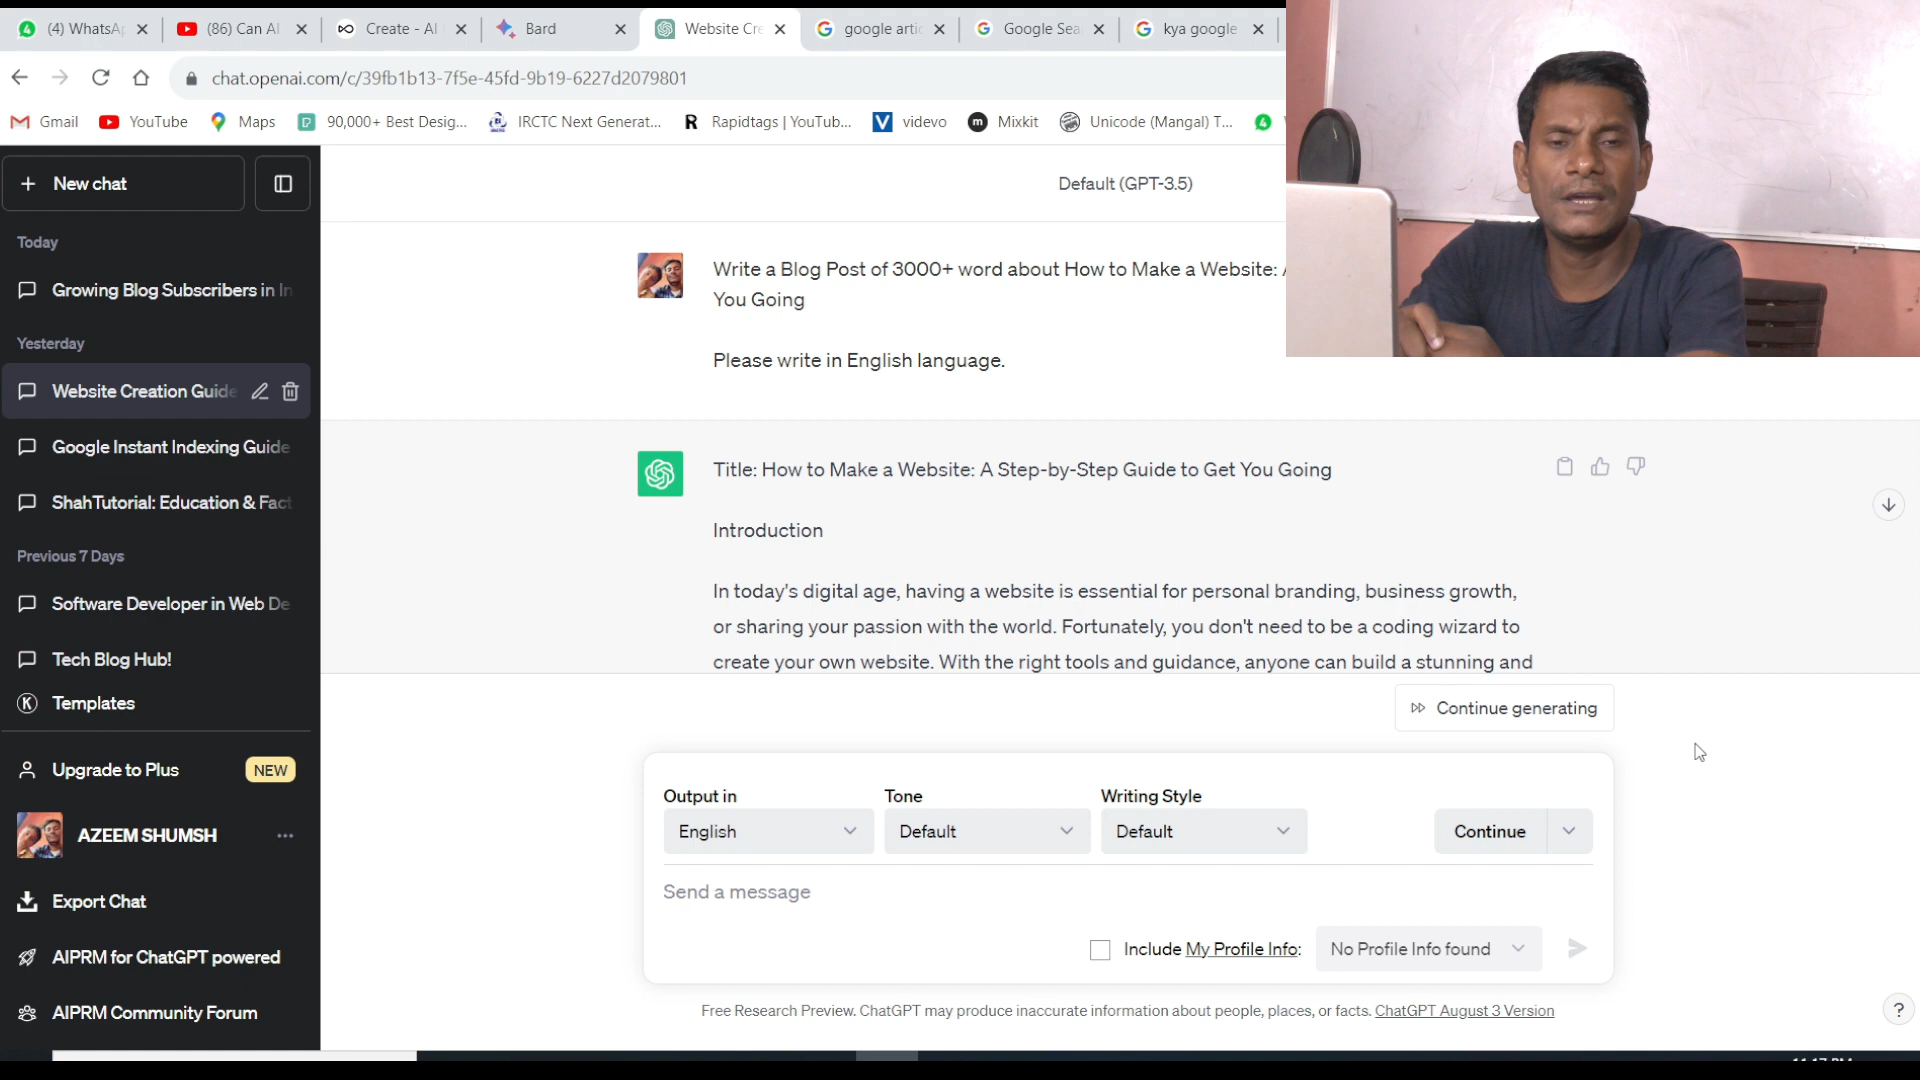 (4) WhatsA
(86) Can AI
Create - AI
Bard
Website Cre
google artic
Google Sea
kya google
chat.openai.com/c/39fb1b13-7f5e-45fd-9b19-6227d2079801
Gmail
YouTube
Maps
90,000+ Best Desig...
IRCTC Next Generat...
Rapidtags | YouTub...
videvo
Mixkit
Unicode (Mangal) T...
New chat
Default (GPT-3.5)
Today
Growing Blog Subscribers in In
Yesterday
Website Creation Guide
Google Instant Indexing Guide
ShahTutorial: Education & Fact
Previous 7 Days
Software Developer in Web De
Tech Blog Hub!
Templates
Upgrade to Plus
NEW
AZEEM SHUMSH
Export Chat
AIPRM for ChatGPT powered
AIPRM Community Forum
Write a Blog Post of 3000+ word about How to Make a Website:
You Going
Please write in English language.
Title: How to Make a Website: A Step-by-Step Guide to Get You Going
Introduction
In today's digital age, having a website is essential for personal branding, business growth,
or sharing your passion with the world. Fortunately, you don't need to be a coding wizard to
create your own website. With the right tools and guidance, anyone can build a stunning and
Continue generating
Output in
Tone
Writing Style
English
Default
Default
Continue
Send a message
Include My Profile Info:
No Profile Info found
Free Research Preview. ChatGPT may produce inaccurate information about people, places, or facts. ChatGPT August 3 Version
?